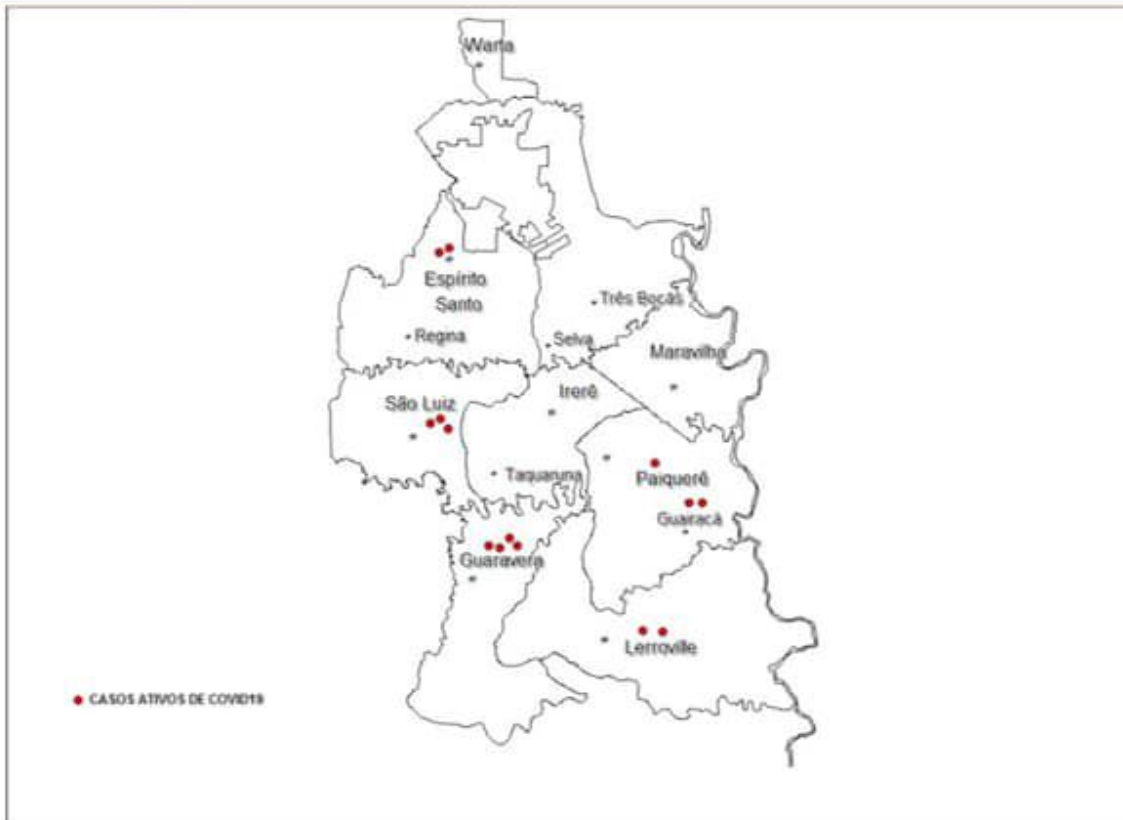 Warta
Espírito
Santo
Três Bocas
Regina
Selva
Maravilha
São Luiz
Irerê
Taquaruna
Paiquerê
Guairacá
Guaravera
Lerroville
CASOS ATIVOS DE COVID19